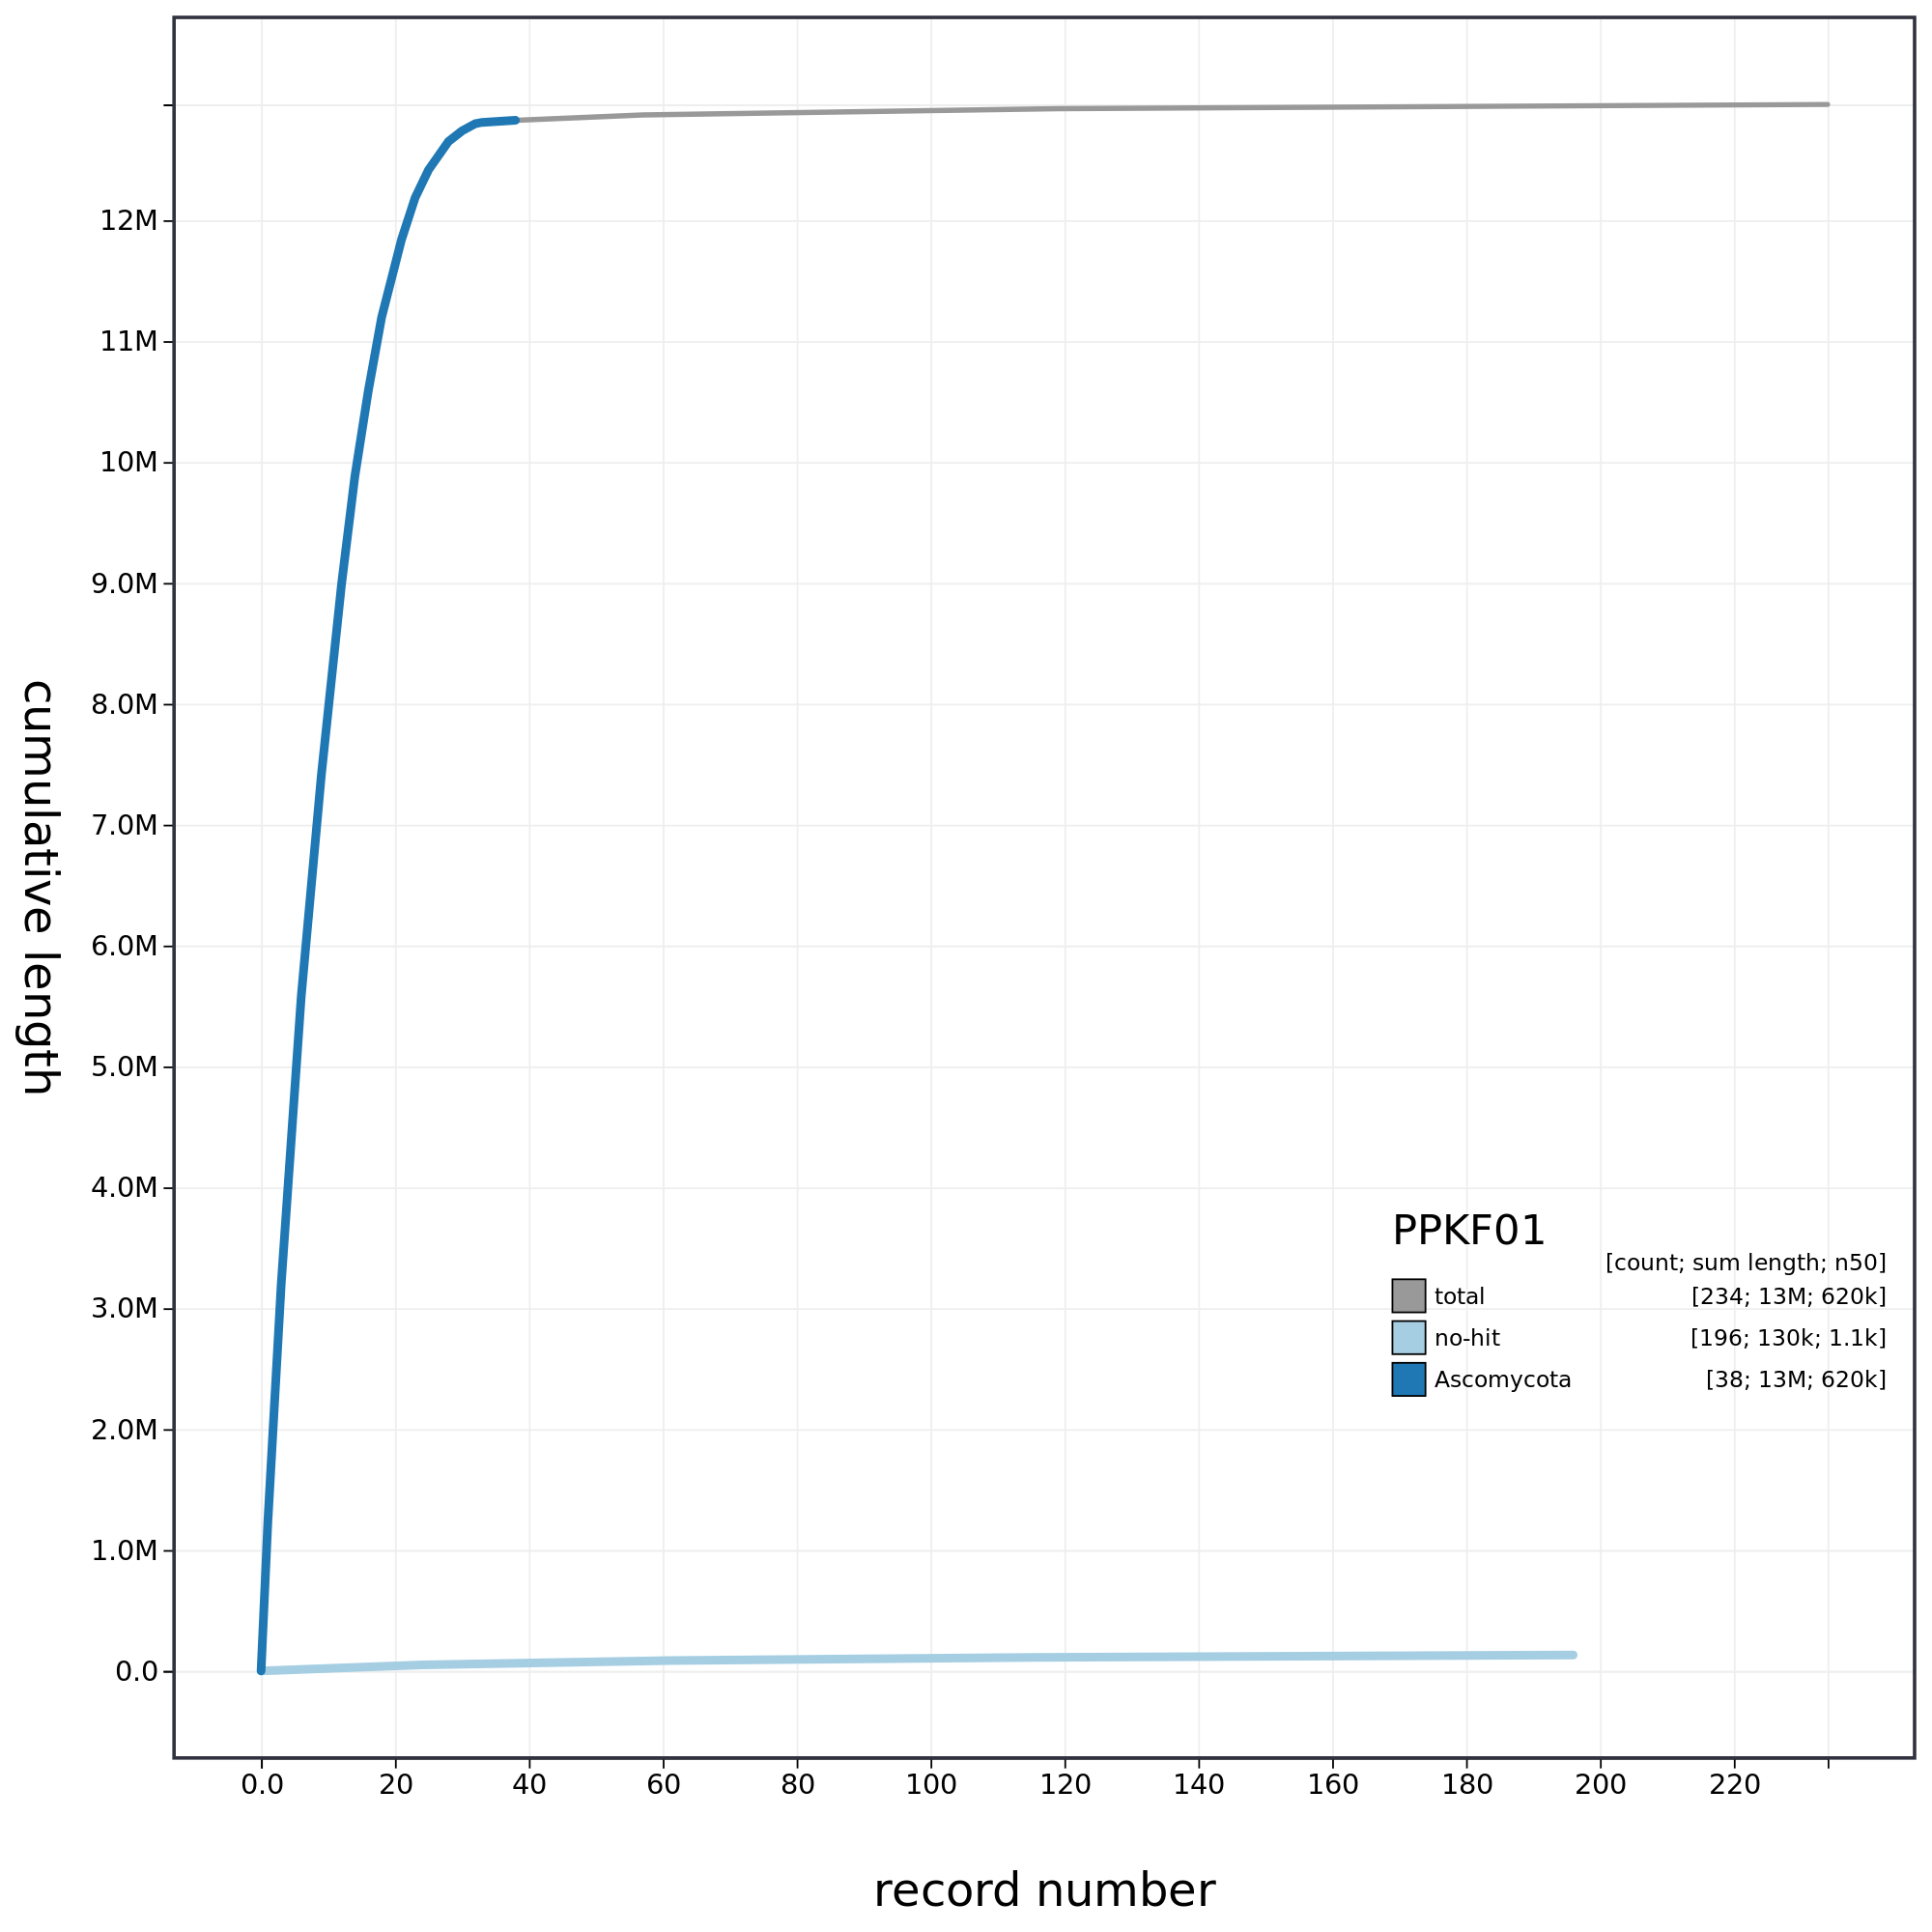 12M
11M
10M
9.0M
8.0M
7.0M
6.0M
5.0M
4.0M
3.0M
2.0M
1.0M
0.0
cumulative length
PPKF01
[count; sum length; n50]
total [234; 13M; 620k]
no-hit [196; 130k; 1.1k]
Ascomycota [38; 13M; 620k]
0.0 20 40 60 80 100 120 140 160 180 200 220
record number